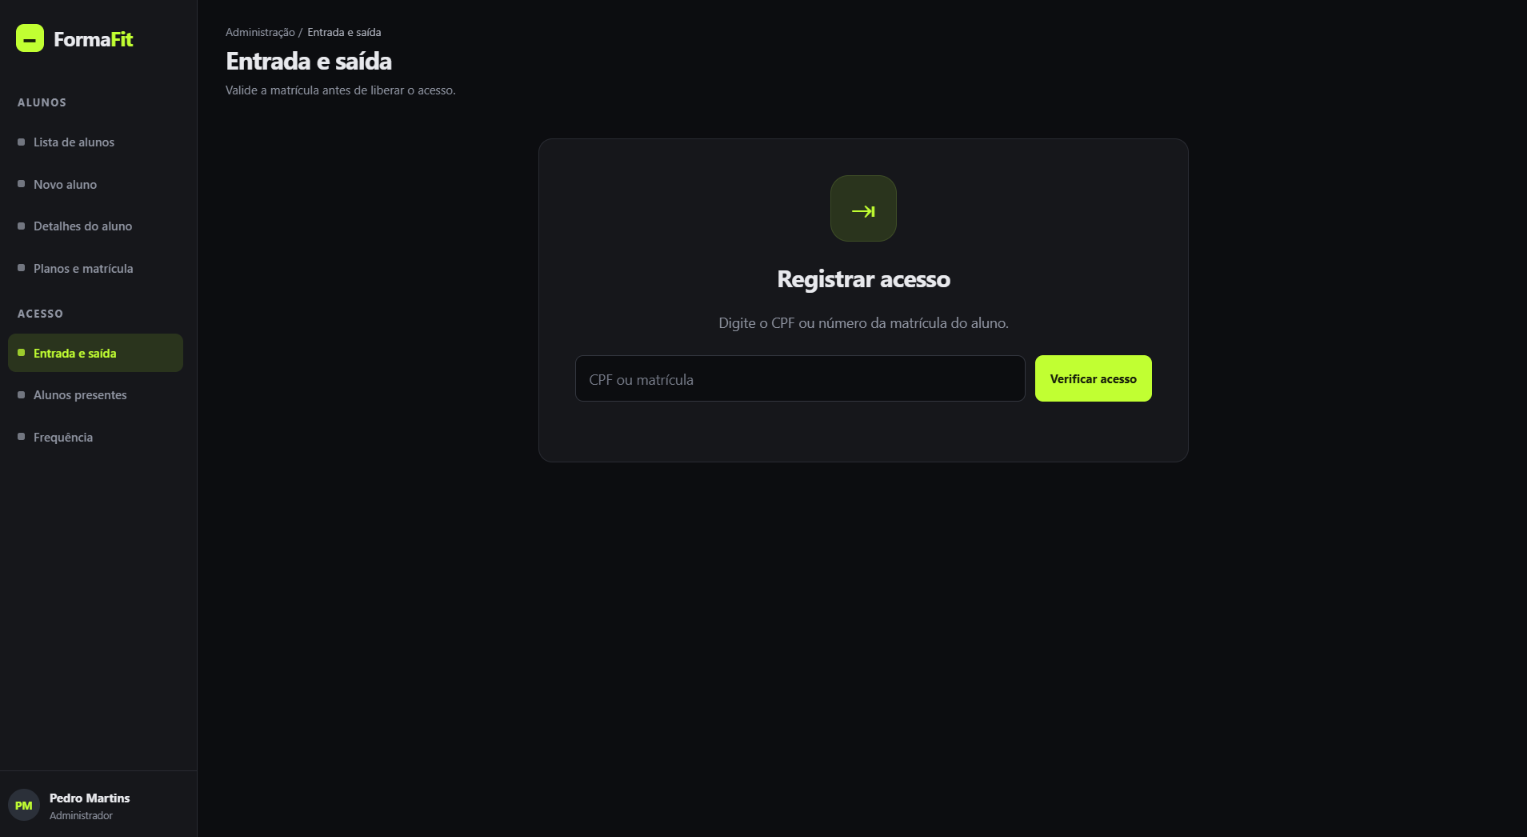 FormaFit
ALUNOS
Lista de alunos
Novo aluno
Detalhes do aluno
Planos e matrícula
ACESSO
Entrada e saída
Alunos presentes
Frequência
PM
Pedro Martins
Administrador
Administração / Entrada e saída
Entrada e saída
Valide a matrícula antes de liberar o acesso.
Registrar acesso
Digite o CPF ou número da matrícula do aluno.
CPF ou matrícula
Verificar acesso